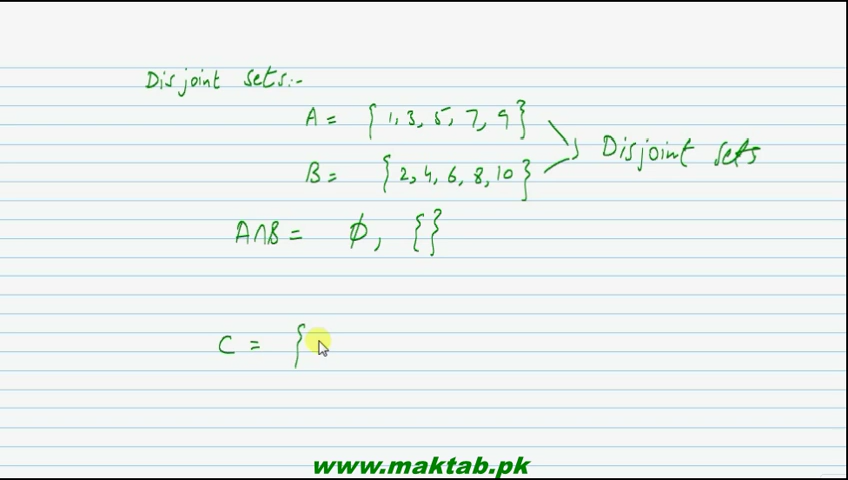 Disjoint sets:-
A = {1, 3, 5, 7, 9}
B = {2, 4, 6, 8, 10}
Disjoint sets
A∩B = ϕ, {}
C = {
www.maktab.pk